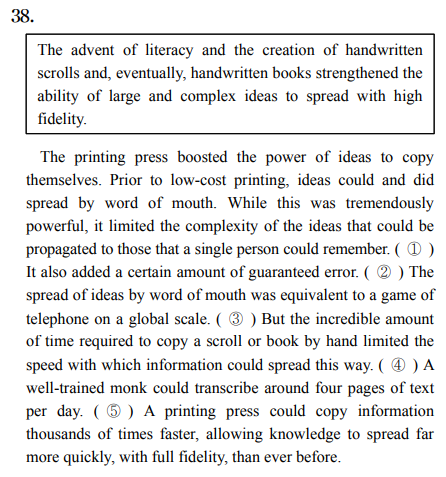 38.
The advent of literacy and the creation of handwritten
scrolls and, eventually, handwritten books strengthened the
ability of large and complex ideas to spread with high
fidelity.
The printing press boosted the power of ideas to copy
themselves. Prior to low-cost printing, ideas could and did
spread by word of mouth. While this was tremendously
powerful, it limited the complexity of the ideas that could be
propagated to those that a single person could remember. ( ① )
It also added a certain amount of guaranteed error. ( ② ) The
spread of ideas by word of mouth was equivalent to a game of
telephone on a global scale. ( ③ ) But the incredible amount
of time required to copy a scroll or book by hand limited the
speed with which information could spread this way. ( ④ ) A
well-trained monk could transcribe around four pages of text
per day. ( ⑤ ) A printing press could copy information
thousands of times faster, allowing knowledge to spread far
more quickly, with full fidelity, than ever before.